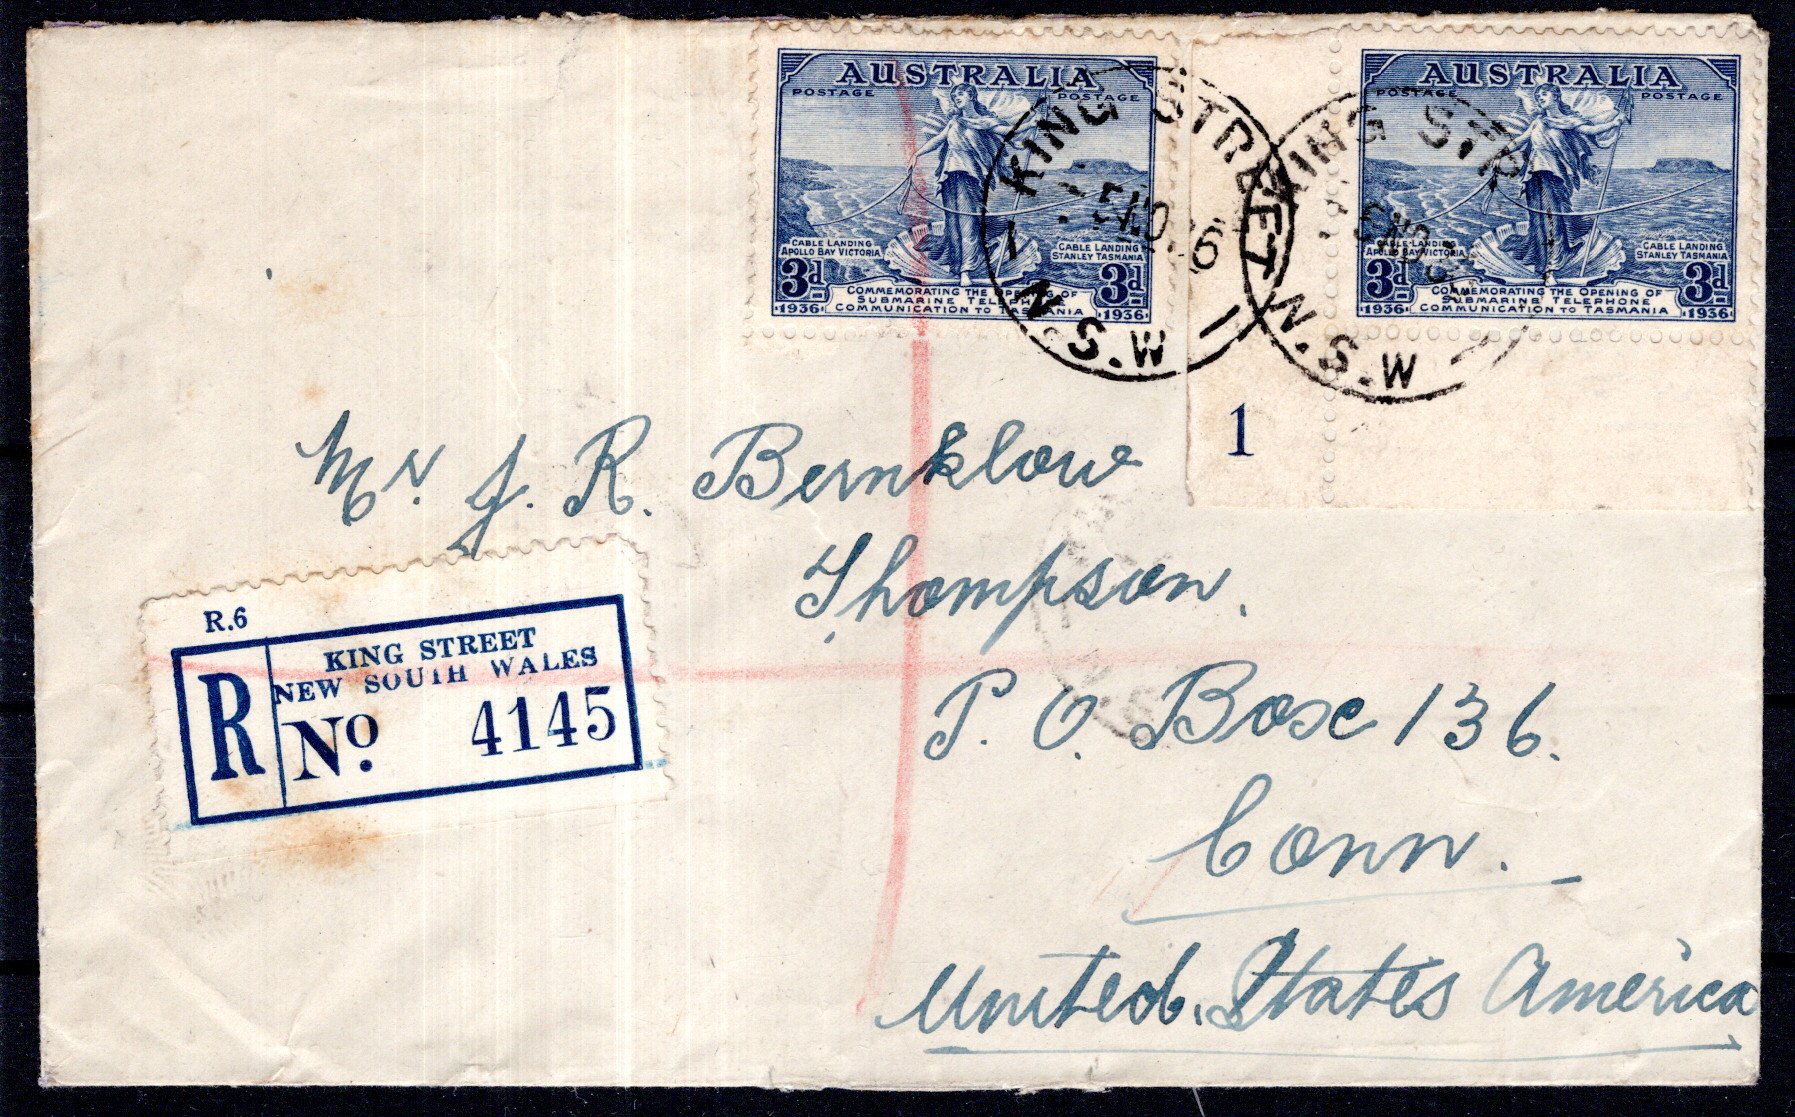 AUSTRALIA
POSTAGE POSTAGE
CABLE LANDING
APOLLO BAY VICTORIA
CABLE LANDING
STANLEY TASMANIA
3d 3d
COMMEMORATING THE OPENING OF
SUBMARINE TELEPHONE
COMMUNICATION TO TASMANIA
1936 1936
AUSTRALIA
POSTAGE POSTAGE
CABLE LANDING
APOLLO BAY VICTORIA
CABLE LANDING
STANLEY TASMANIA
3d 3d
COMMEMORATING THE OPENING OF
SUBMARINE TELEPHONE
COMMUNICATION TO TASMANIA
1936 1936
KING STREET
N.S.W
KING STR
N.S.W
1
Mr. J. R. Bernklow
Thompson.
P. O. Box 136.
Conn.
United States America
R.6
R
KING STREET
NEW SOUTH WALES
No. 4145